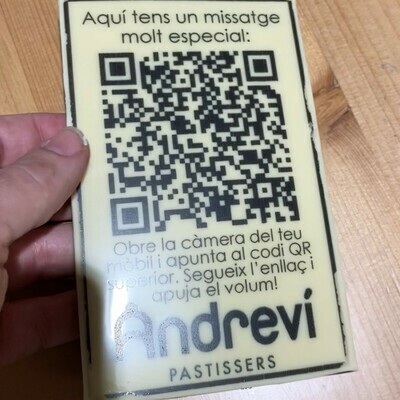 Aquí tens un missatge
molt especial:
Obre la càmera del teu
mòbil i apunta al codi QR
superior. Segueix l'enllaç i
apuja el volum!
Andreví
PASTISSERS